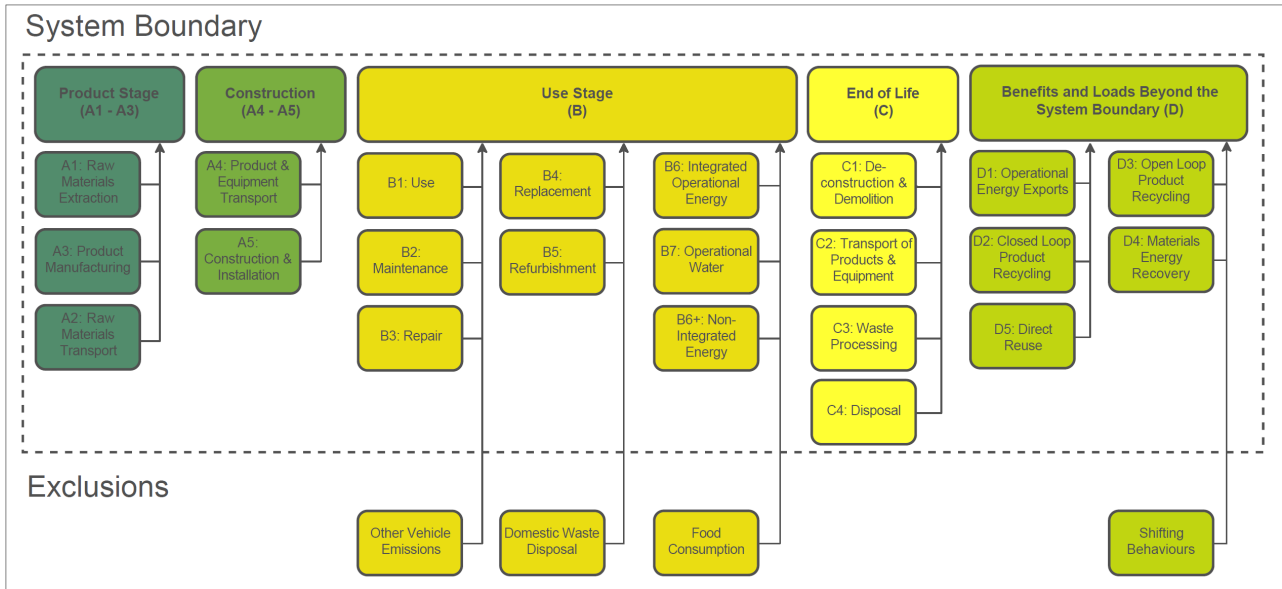 System Boundary
Product Stage
(A1 - A3)
Construction
(A4 - A5)
Use Stage
(B)
End of Life
(C)
Benefits and Loads Beyond the
System Boundary (D)
A1: Raw
Materials
Extraction
A3: Product
Manufacturing
A2: Raw
Materials
Transport
A4: Product &
Equipment
Transport
A5:
Construction &
Installation
B1: Use
B2:
Maintenance
B3: Repair
B4:
Replacement
B5:
Refurbishment
B6: Integrated
Operational
Energy
B7: Operational
Water
B6+: Non-
Integrated
Energy
C1: De-
construction &
Demolition
C2: Transport of
Products &
Equipment
C3: Waste
Processing
C4: Disposal
D1: Operational
Energy Exports
D2: Closed Loop
Product
Recycling
D5: Direct
Reuse
D3: Open Loop
Product
Recycling
D4: Materials
Energy
Recovery
Exclusions
Other Vehicle
Emissions
Domestic Waste
Disposal
Food
Consumption
Shifting
Behaviours